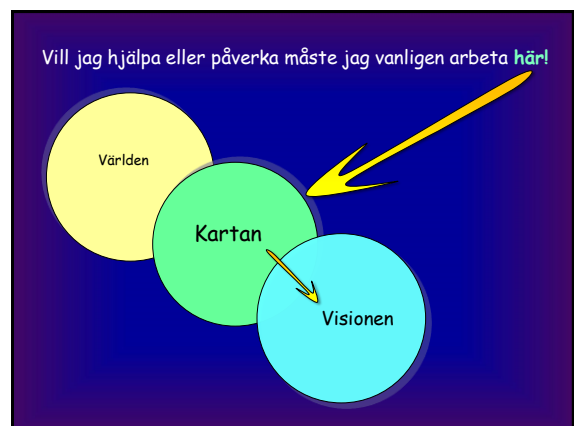 Vill jag hjälpa eller påverka måste jag vanligen arbeta här!
Världen
Kartan
Visionen